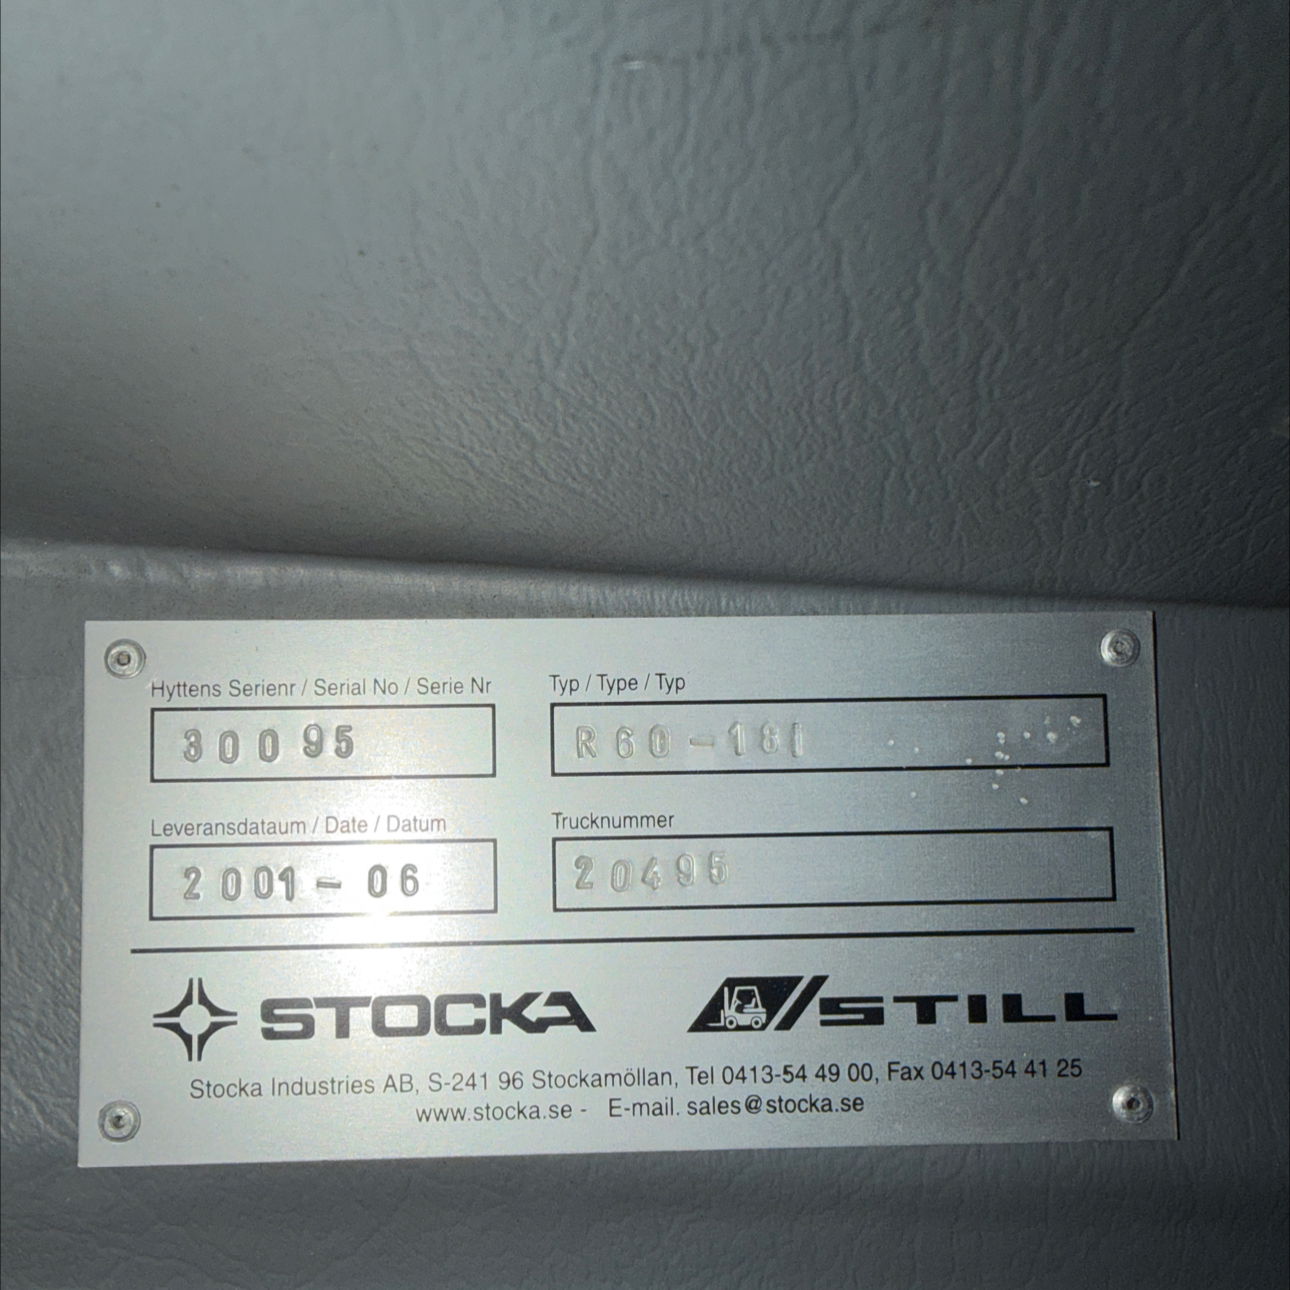 Hyttens Serienr / Serial No / Serie Nr
30095
Typ / Type / Typ
R60-18I
Leveransdataum / Date / Datum
2001-06
Trucknummer
20495
STOCKA
STILL
Stocka Industries AB, S-241 96 Stockamöllan, Tel 0413-54 49 00, Fax 0413-54 41 25
www.stocka.se - E-mail. sales@stocka.se